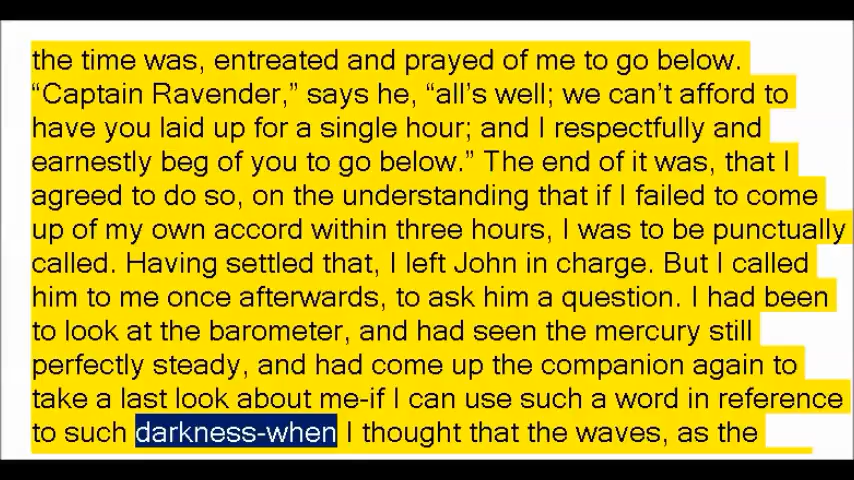 the time was, entreated and prayed of me to go below.
“Captain Ravender,” says he, “all’s well; we can’t afford to
have you laid up for a single hour; and I respectfully and
earnestly beg of you to go below.” The end of it was, that I
agreed to do so, on the understanding that if I failed to come
up of my own accord within three hours, I was to be punctually
called. Having settled that, I left John in charge. But I called
him to me once afterwards, to ask him a question. I had been
to look at the barometer, and had seen the mercury still
perfectly steady, and had come up the companion again to
take a last look about me-if I can use such a word in reference
to such darkness-when I thought that the waves, as the